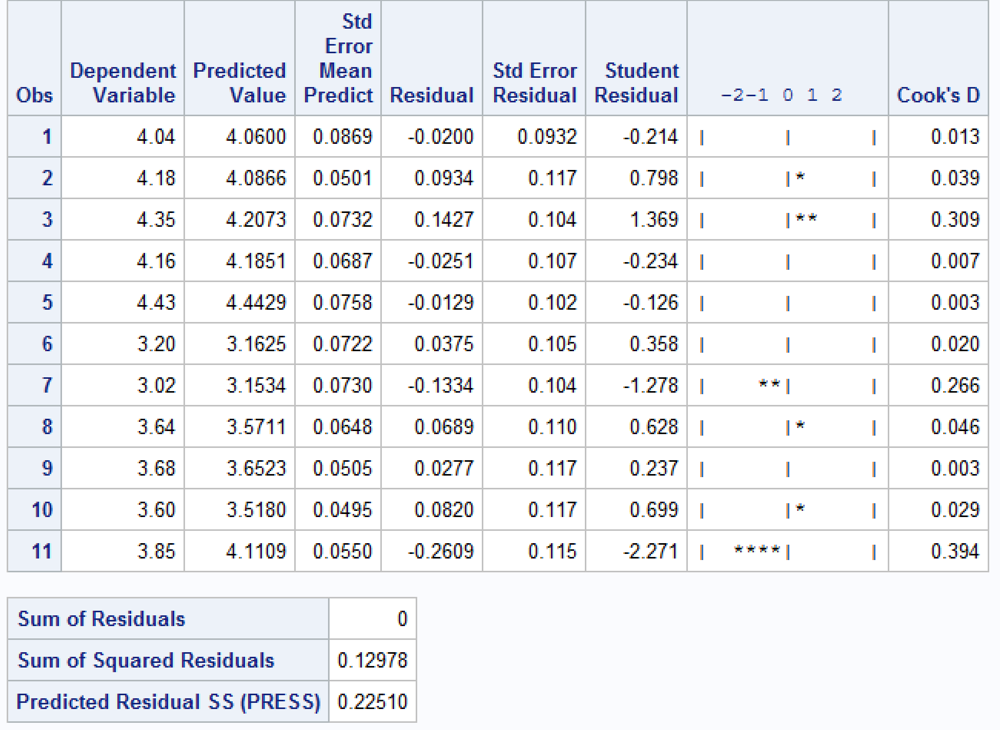 Obs Dependent Variable Predicted Value Std Error Mean Predict Residual Std Error Residual Student Residual -2-1 0 1 2 Cook's D
1 4.04 4.0600 0.0869 -0.0200 0.0932 -0.214 | | | 0.013
2 4.18 4.0866 0.0501 0.0934 0.117 0.798 | |* | 0.039
3 4.35 4.2073 0.0732 0.1427 0.104 1.369 | |** | 0.309
4 4.16 4.1851 0.0687 -0.0251 0.107 -0.234 | | | 0.007
5 4.43 4.4429 0.0758 -0.0129 0.102 -0.126 | | | 0.003
6 3.20 3.1625 0.0722 0.0375 0.105 0.358 | | | 0.020
7 3.02 3.1534 0.0730 -0.1334 0.104 -1.278 | **| | 0.266
8 3.64 3.5711 0.0648 0.0689 0.110 0.628 | |* | 0.046
9 3.68 3.6523 0.0505 0.0277 0.117 0.237 | | | 0.003
10 3.60 3.5180 0.0495 0.0820 0.117 0.699 | |* | 0.029
11 3.85 4.1109 0.0550 -0.2609 0.115 -2.271 | ****| | 0.394
Sum of Residuals 0
Sum of Squared Residuals 0.12978
Predicted Residual SS (PRESS) 0.22510